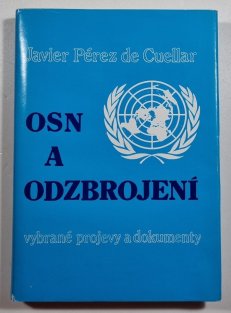 Javier Pérez de Cuellar
OSN
A
ODZBROJENÍ
vybrané projevy a dokumenty